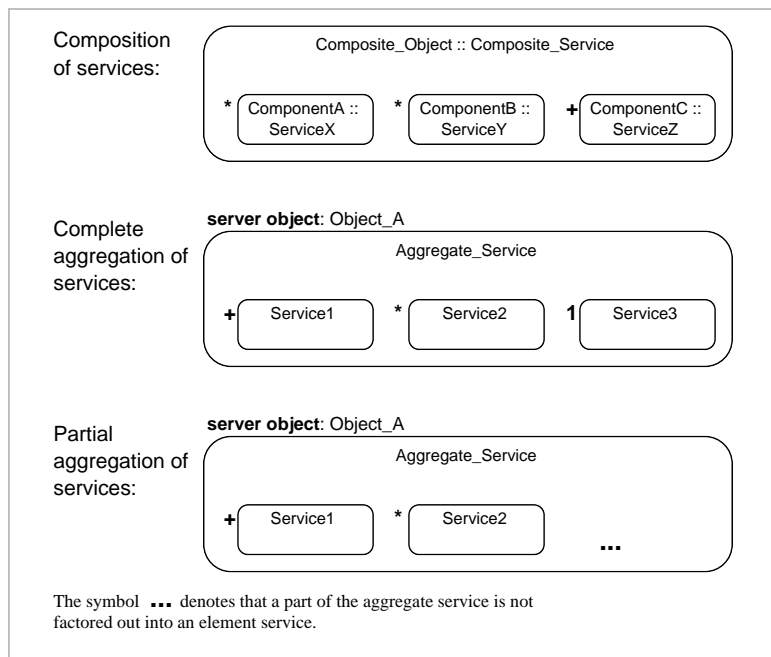 Composition
of services:
Composite_Object :: Composite_Service
* ComponentA ::
ServiceX
* ComponentB ::
ServiceY
+ ComponentC ::
ServiceZ
Complete
aggregation of
services:
server object: Object_A
Aggregate_Service
+ Service1
* Service2
1 Service3
Partial
aggregation of
services:
server object: Object_A
Aggregate_Service
+ Service1
* Service2
...
The symbol ... denotes that a part of the aggregate service is not
factored out into an element service.